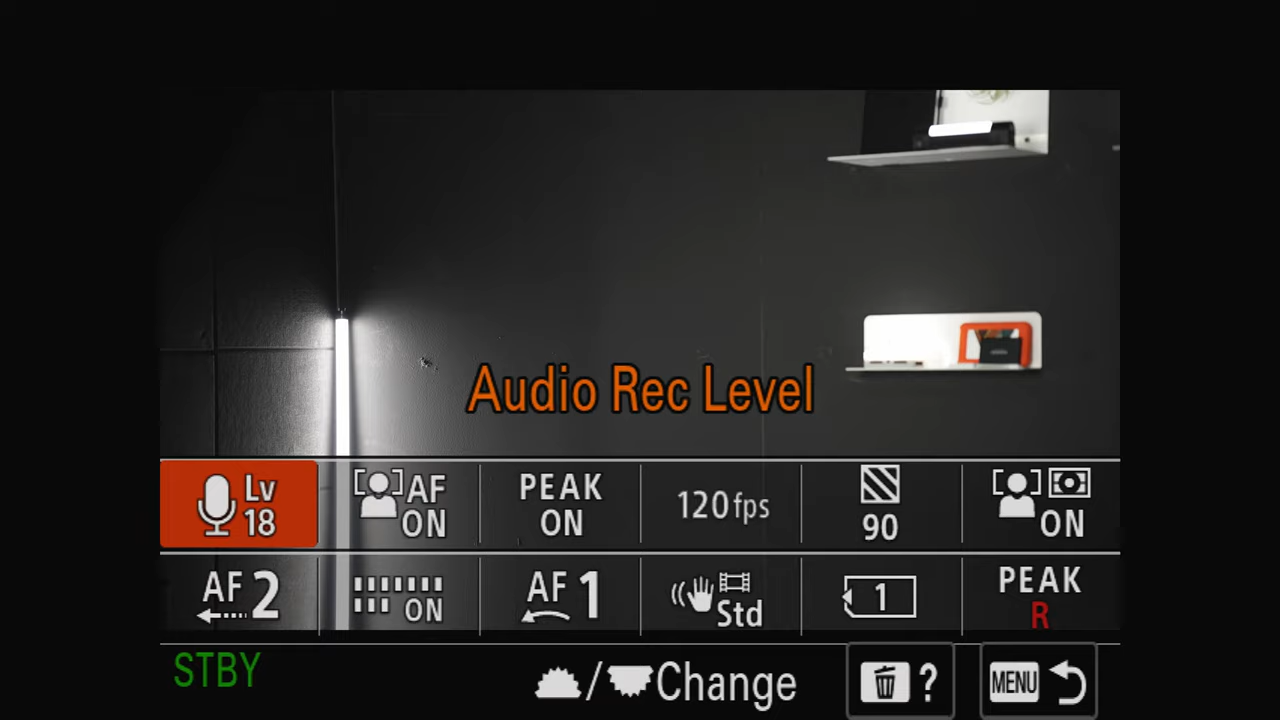 Audio Rec Level
Lv 18
AF ON
PEAK ON
120fps
90
ON
AF 2
ON
AF 1
Std
1
PEAK R
STBY
/ Change
?
MENU